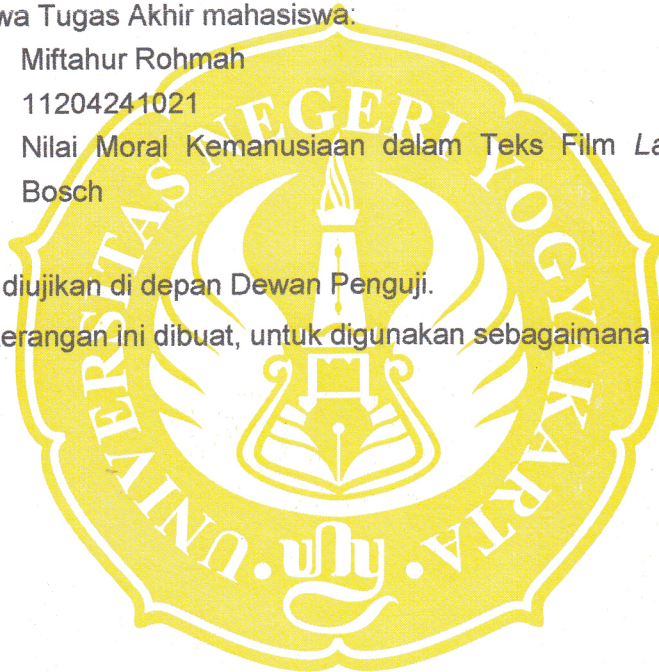 wa Tugas Akhir mahasiswa:
Miftahur Rohmah
11204241021
Nilai Moral Kemanusiaan dalam Teks Film La
Bosch
diujikan di depan Dewan Penguji.
erangan ini dibuat, untuk digunakan sebagaimana
UNIVERSITAS NEGERI YOGYAKARTA
uny